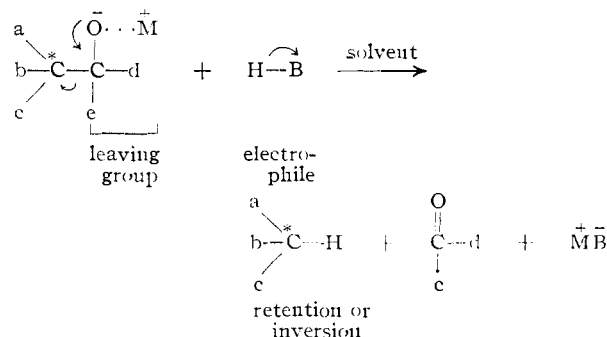 a Ō ··· M⁺
b—C*—C—d + H—B solvent
c e
leaving electro-
group phile
a O
b—C*—H + C—d + M⁺ B⁻
c c
retention or
inversion